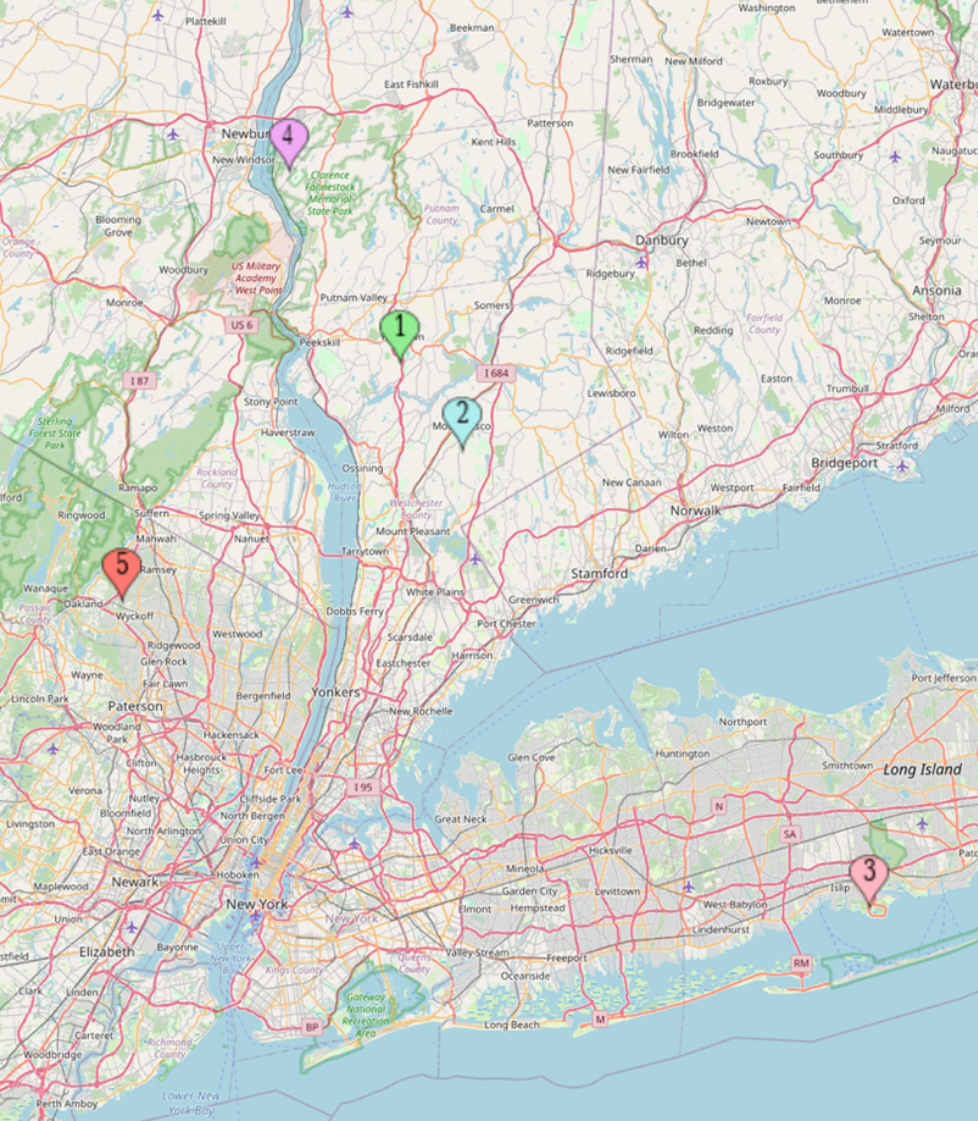 Plattekill
Beekman
Washington
Watertown
Sherman
New Milford
East Fishkill
Roxbury
Woodbury
Waterbu
Bridgewater
Middlebury
Patterson
Newbur
4
Kent Hills
New Windsor
Brookfield
Southbury
Naugatuc
New Fairfield
Clarence
Fahnestock
Memorial
State Park
Oxford
Putnam
County
Carmel
Newtown
Blooming
Grove
Orange
County
Danbury
Seymour
Bethel
Woodbury
US Military
Academy
West Point
Ridgebury
Ansonia
Monroe
Putnam Valley
Somers
Monroe
Shelton
US 6
1
Fairfield
County
Redding
Peekskill
Ridgefield
Oran
I 87
I 684
Easton
Trumbull
Stony Point
Lewisboro
Milford
2
Sterling
Forest State
Park
Haverstraw
Weston
Wilton
Stratford
Bridgeport
Ossining
Rockland
County
Hudson
River
New Canaan
Westport
Fairfield
Ramapo
lford
Ringwood
Suffern
Spring Valley
Westchester
County
Norwalk
Mahwah
Nanuet
Mount Pleasant
Tarrytown
Darien
5
Ramsey
Stamford
Wanaque
White Plains
Oakland
Passaic
County
Wyckoff
Greenwich
Dobbs Ferry
Port Chester
Westwood
Scarsdale
Ridgewood
Harrison
Glen Rock
Eastchester
Wayne
Port Jefferson
Fair Lawn
Yonkers
Lincoln Park
Bergenfield
Paterson
New Rochelle
Woodland
Park
Hackensack
Northport
Clifton
Hasbrouck
Heights
Glen Cove
Huntington
Smithtown
Fort Lee
Long Island
Verona
Nutley
I 95
Cliffside Park
N
Bloomfield
North Bergen
Great Neck
Livingston
North Arlington
SA
Union City
East Orange
Hicksville
Hoboken
Mineola
3
Maplewood
Newark
Garden City
Levittown
Islip
New York
Elmont
Hempstead
West Babylon
Union
New York
Lindenhurst
Bayonne
Elizabeth
Upper
New York
Bay
Kings County
Queens
County
Valley Stream
Freeport
RM
Oceanside
Clark
Linden
Gateway
National
Recreation
Area
M
Long Beach
BP
Carteret
Richmond
County
Woodbridge
Lower New
York Bay
Perth Amboy